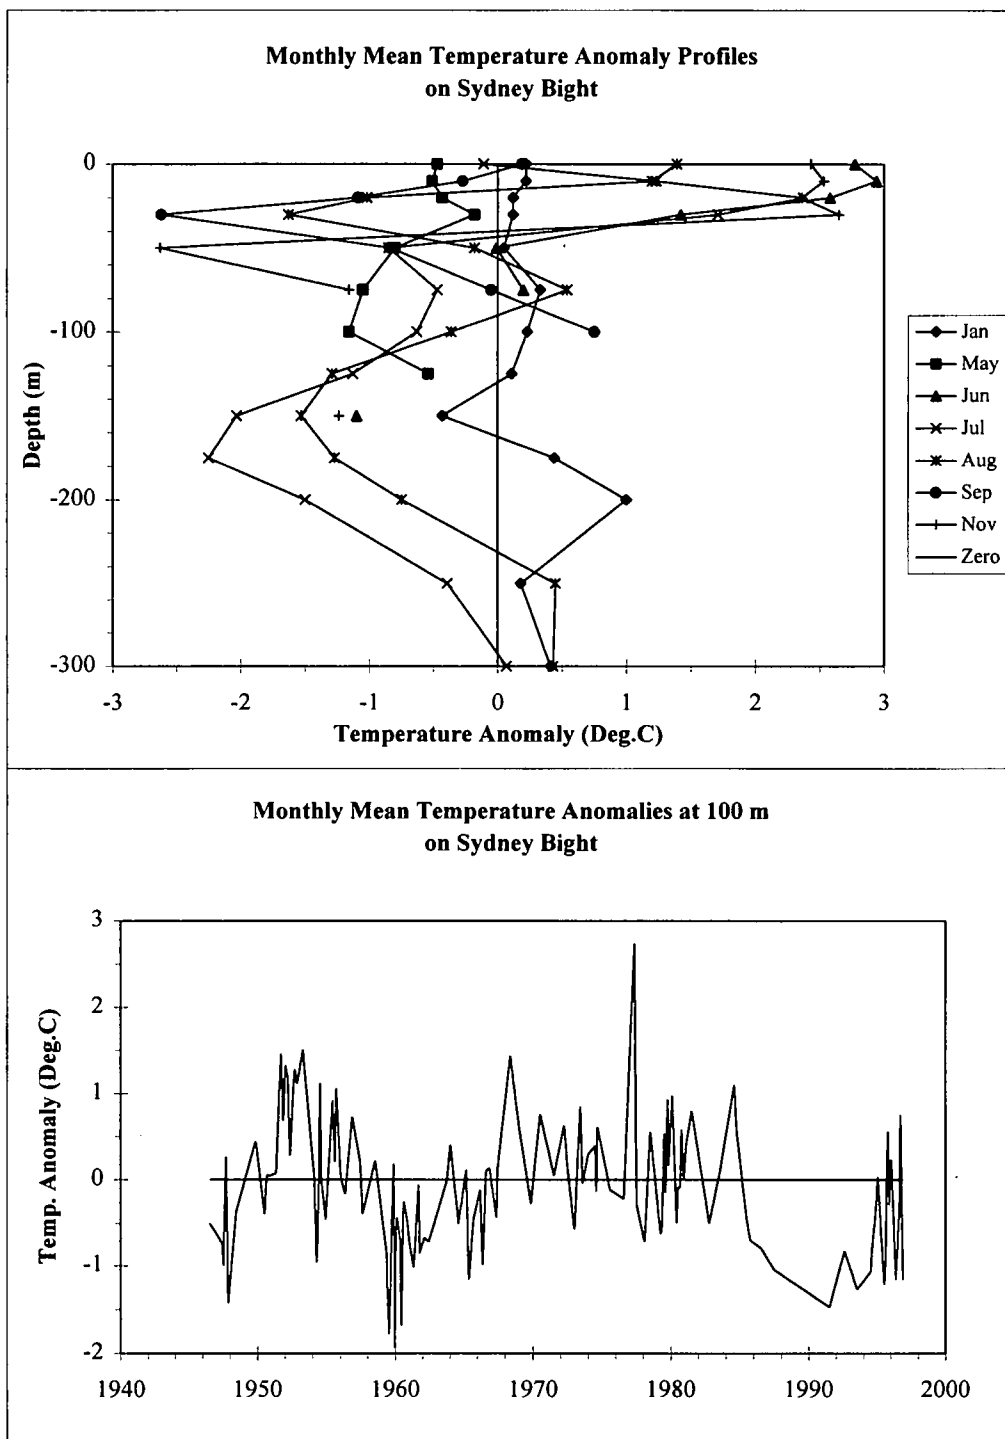 Monthly Mean Temperature Anomaly Profiles
on Sydney Bight
0
-100
-200
-300
Depth (m)
-3 -2 -1 0 1 2 3
Temperature Anomaly (Deg.C)
Jan
May
Jun
Jul
Aug
Sep
Nov
Zero
Monthly Mean Temperature Anomalies at 100 m
on Sydney Bight
3
2
1
0
-1
-2
Temp. Anomaly (Deg.C)
1940 1950 1960 1970 1980 1990 2000